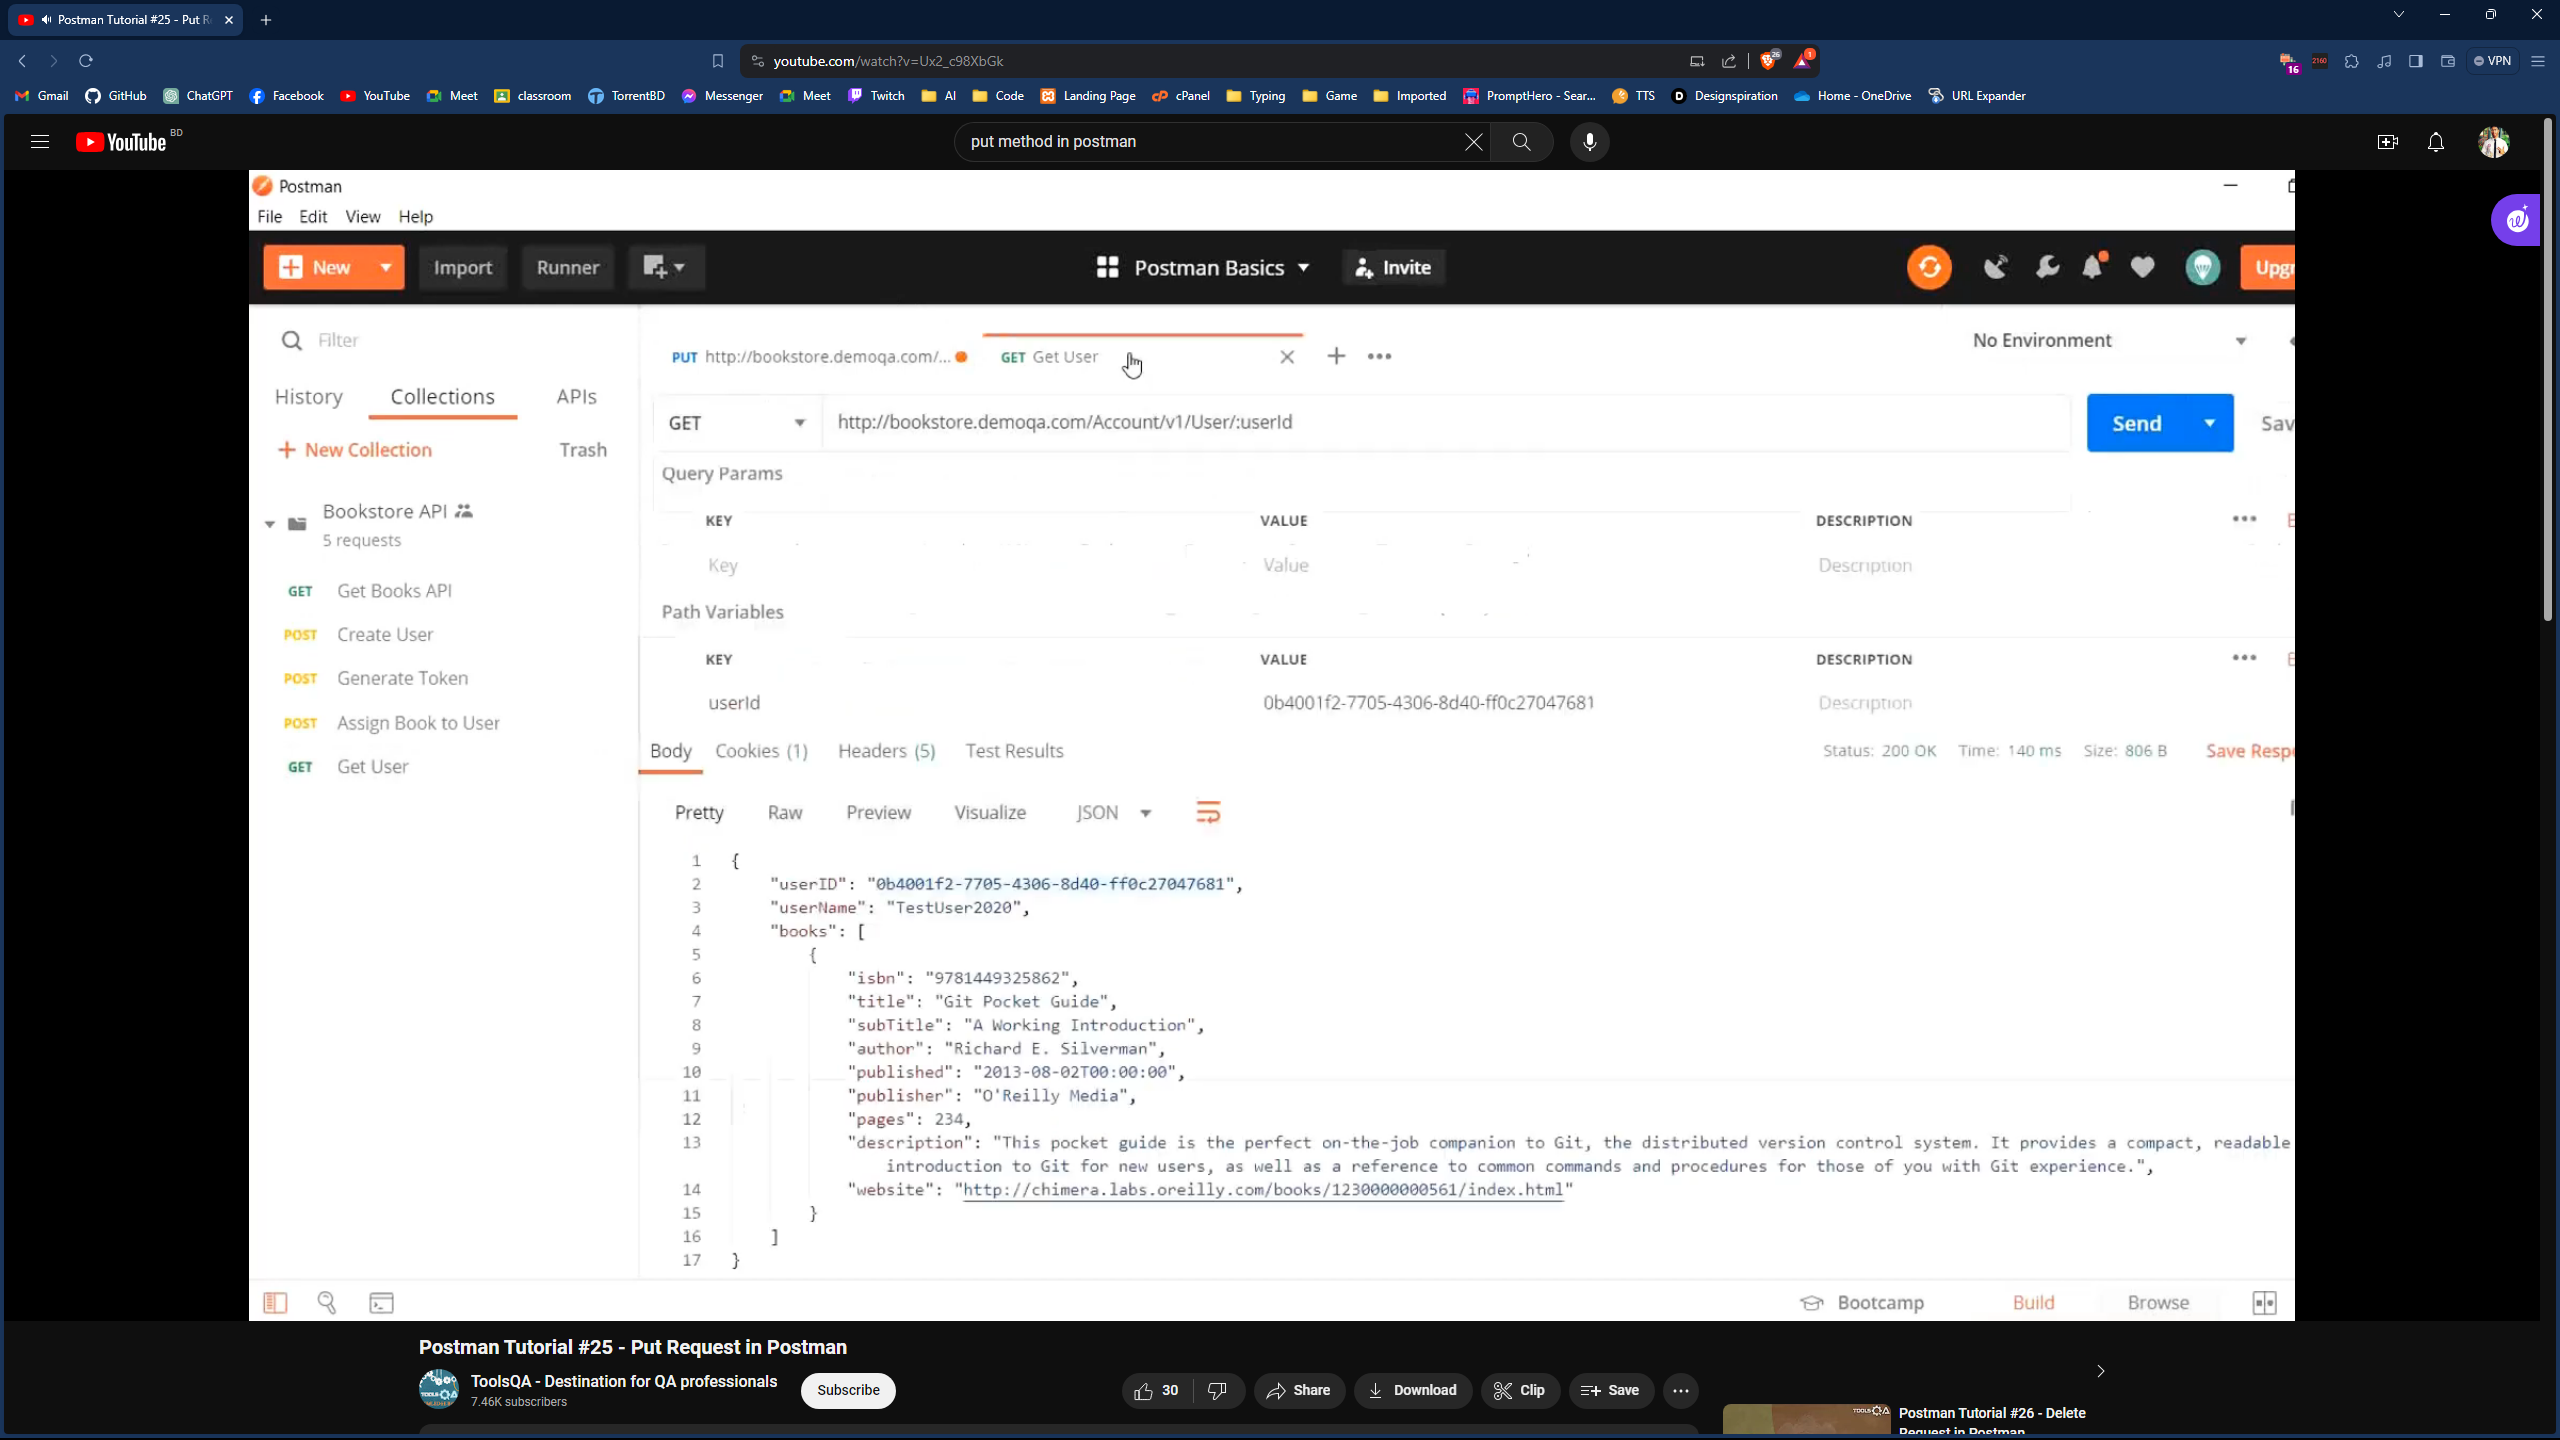 Postman Tutorial #25 - Put R
youtube.com/watch?v=Ux2_c98XbGk
26
1
16
2160
VPN
Gmail GitHub ChatGPT Facebook YouTube Meet classroom TorrentBD Messenger Meet Twitch AI Code Landing Page cPanel Typing Game Imported PromptHero - Sear... TTS Designspiration Home - OneDrive URL Expander
YouTube BD
put method in postman
Postman
File Edit View Help
New Import Runner Postman Basics Invite Upgr
Filter
PUT http://bookstore.demoqa.com/... GET Get User
No Environment
History Collections APIs
GET http://bookstore.demoqa.com/Account/v1/User/:userId Send Sav
New Collection Trash
Query Params
Bookstore API
5 requests
KEY VALUE DESCRIPTION
Key Value Description
GET Get Books API
Path Variables
POST Create User
KEY VALUE DESCRIPTION
POST Generate Token
userId 0b4001f2-7705-4306-8d40-ff0c27047681 Description
POST Assign Book to User
Body Cookies (1) Headers (5) Test Results Status: 200 OK Time: 140 ms Size: 806 B Save Resp
GET Get User
Pretty Raw Preview Visualize JSON
1 {
2 "userID": "0b4001f2-7705-4306-8d40-ff0c27047681",
3 "userName": "TestUser2020",
4 "books": [
5 {
6 "isbn": "9781449325862",
7 "title": "Git Pocket Guide",
8 "subTitle": "A Working Introduction",
9 "author": "Richard E. Silverman",
10 "published": "2013-08-02T00:00:00",
11 "publisher": "O'Reilly Media",
12 "pages": 234,
13 "description": "This pocket guide is the perfect on-the-job companion to Git, the distributed version control system. It provides a compact, readable
introduction to Git for new users, as well as a reference to common commands and procedures for those of you with Git experience.",
14 "website": "http://chimera.labs.oreilly.com/books/1230000000561/index.html"
15 }
16 ]
17 }
Bootcamp Build Browse
Postman Tutorial #25 - Put Request in Postman
ToolsQA - Destination for QA professionals
7.46K subscribers
Subscribe
30 Share Download Clip Save
TOOLSQA
Postman Tutorial #26 - Delete
Request in Postman